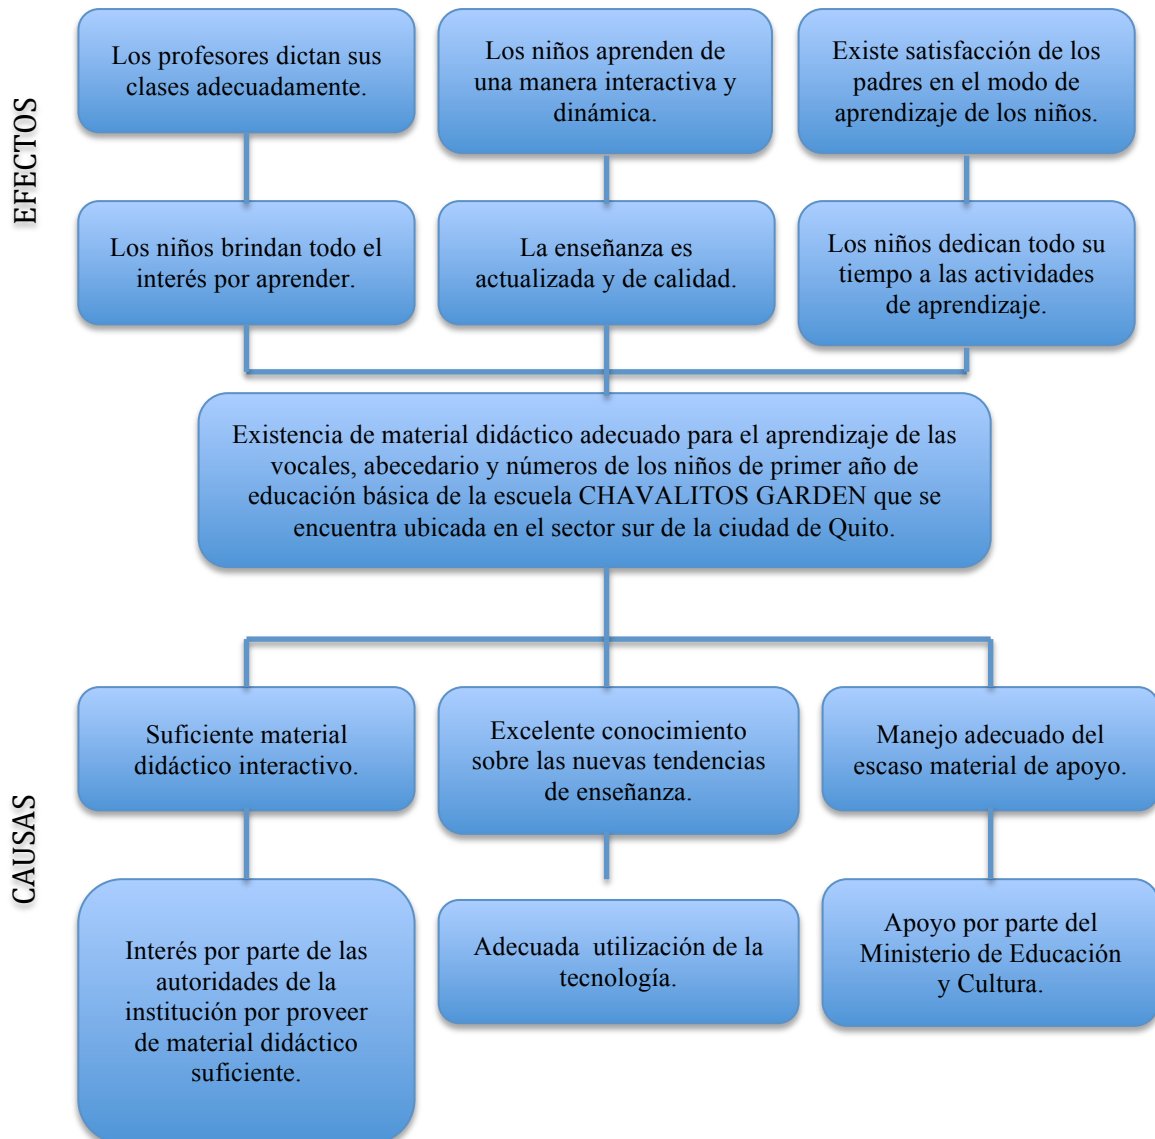 EFECTOS
Los profesores dictan sus
clases adecuadamente.
Los niños aprenden de
una manera interactiva y
dinámica.
Existe satisfacción de los
padres en el modo de
aprendizaje de los niños.
Los niños brindan todo el
interés por aprender.
La enseñanza es
actualizada y de calidad.
Los niños dedican todo su
tiempo a las actividades
de aprendizaje.
Existencia de material didáctico adecuado para el aprendizaje de las
vocales, abecedario y números de los niños de primer año de
educación básica de la escuela CHAVALITOS GARDEN que se
encuentra ubicada en el sector sur de la ciudad de Quito.
CAUSAS
Suficiente material
didáctico interactivo.
Excelente conocimiento
sobre las nuevas tendencias
de enseñanza.
Manejo adecuado del
escaso material de apoyo.
Interés por parte de las
autoridades de la
institución por proveer
de material didáctico
suficiente.
Adecuada  utilización de la
tecnología.
Apoyo por parte del
Ministerio de Educación
y Cultura.